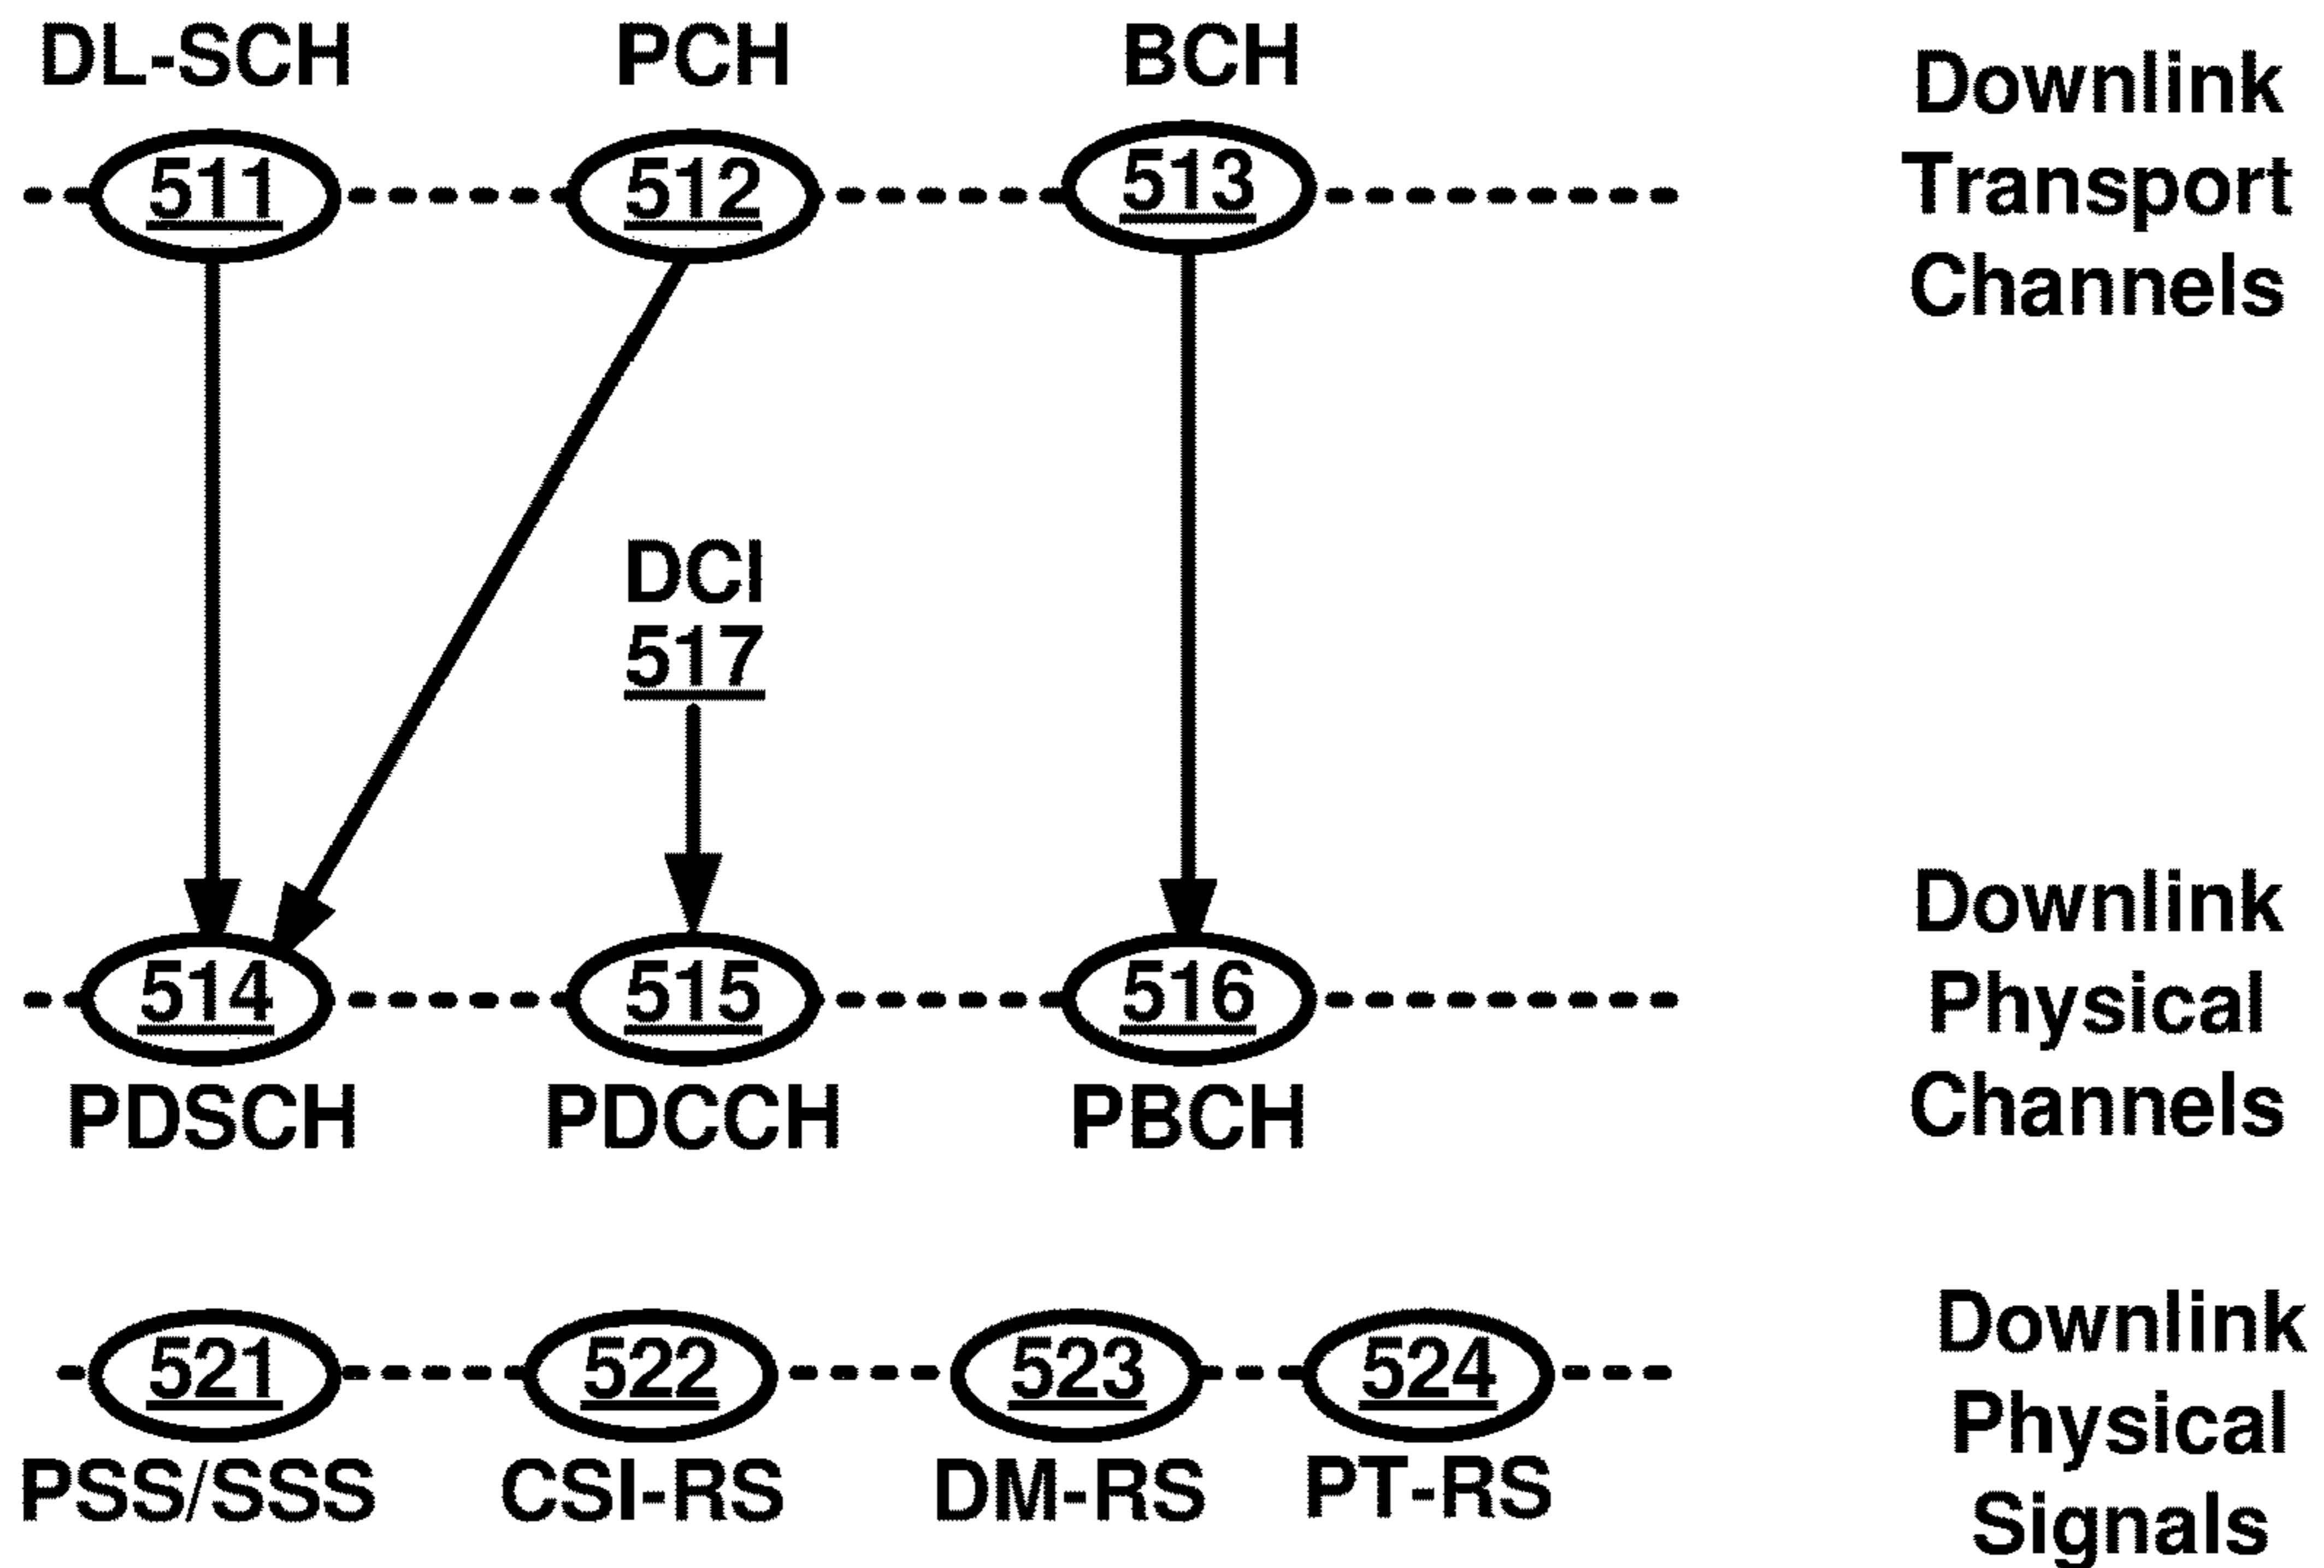 DL-SCH
PCH
BCH
Downlink
Transport
Channels
511
512
513
DCI
517
Downlink
Physical
Channels
514
515
516
PDSCH
PDCCH
PBCH
Downlink
Physical
Signals
521
522
523
524
PSS/SSS
CSI-RS
DM-RS
PT-RS